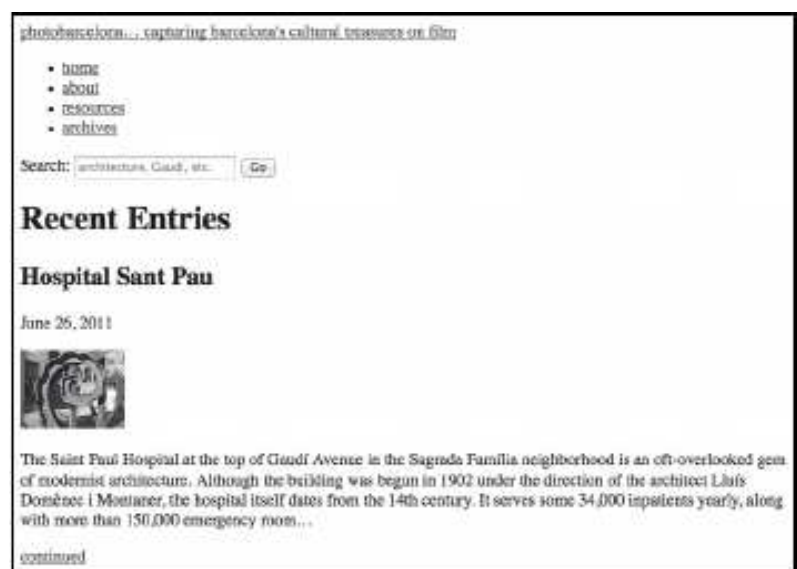 photobarcelona… capturing barcelona's cultural treasures on film
• home
• about
• resources
• archives
Search: architecture, Gaudí, etc. Go
Recent Entries
Hospital Sant Pau
June 26, 2011
The Saint Paul Hospital at the top of Gaudí Avenue in the Sagrada Família neighborhood is an oft-overlooked gem
of modernist architecture. Although the building was begun in 1902 under the direction of the architect Lluís
Domènec i Montaner, the hospital itself dates from the 14th century. It serves some 34,000 inpatients yearly, along
with more than 150,000 emergency room…
continued